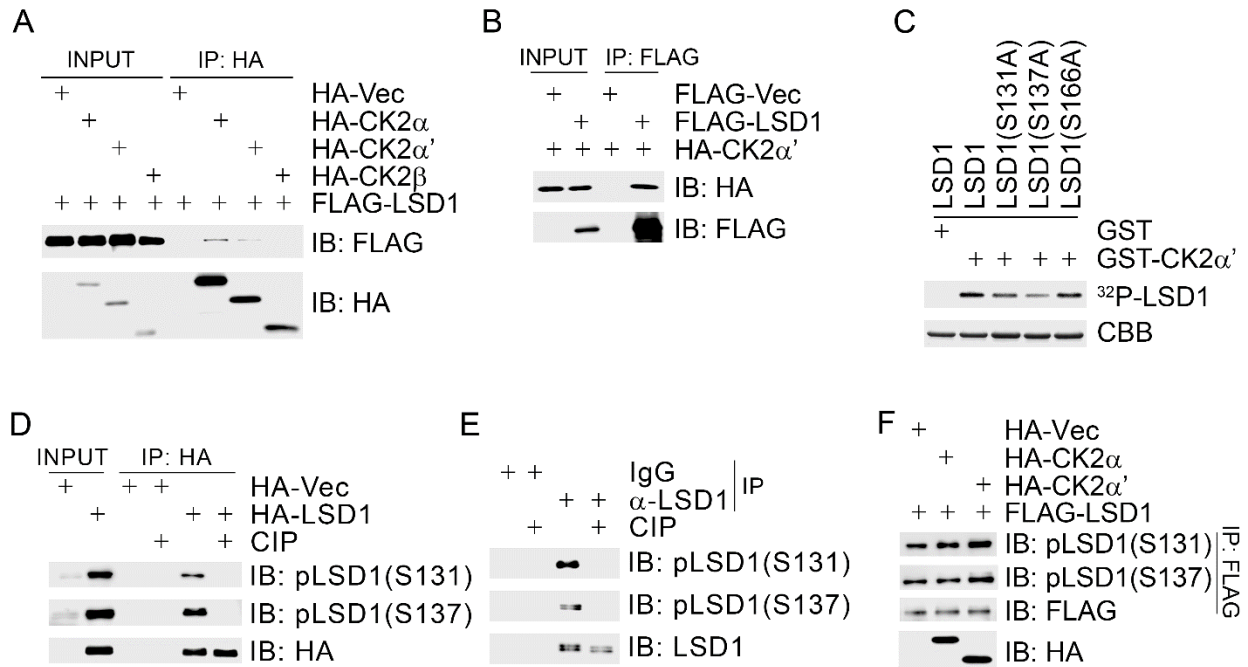 A
INPUT IP: HA
+ + HA-Vec
+ + HA-CK2α
+ + HA-CK2α'
+ + HA-CK2β
+ + + + + + + + FLAG-LSD1
IB: FLAG
IB: HA
B
INPUT IP: FLAG
+ + FLAG-Vec
+ + FLAG-LSD1
+ + + + HA-CK2α'
IB: HA
IB: FLAG
C
LSD1
LSD1
LSD1(S131A)
LSD1(S137A)
LSD1(S166A)
+ GST
+ + + + GST-CK2α'
³²P-LSD1
CBB
D
INPUT IP: HA
+ + + HA-Vec
+ + + HA-LSD1
+ + CIP
IB: pLSD1(S131)
IB: pLSD1(S137)
IB: HA
E
+ + IgG
+ + α-LSD1
IP
+ + CIP
IB: pLSD1(S131)
IB: pLSD1(S137)
IB: LSD1
F
+ HA-Vec
+ HA-CK2α
+ HA-CK2α'
+ + + FLAG-LSD1
IB: pLSD1(S131)
IB: pLSD1(S137)
IB: FLAG
IP: FLAG
IB: HA